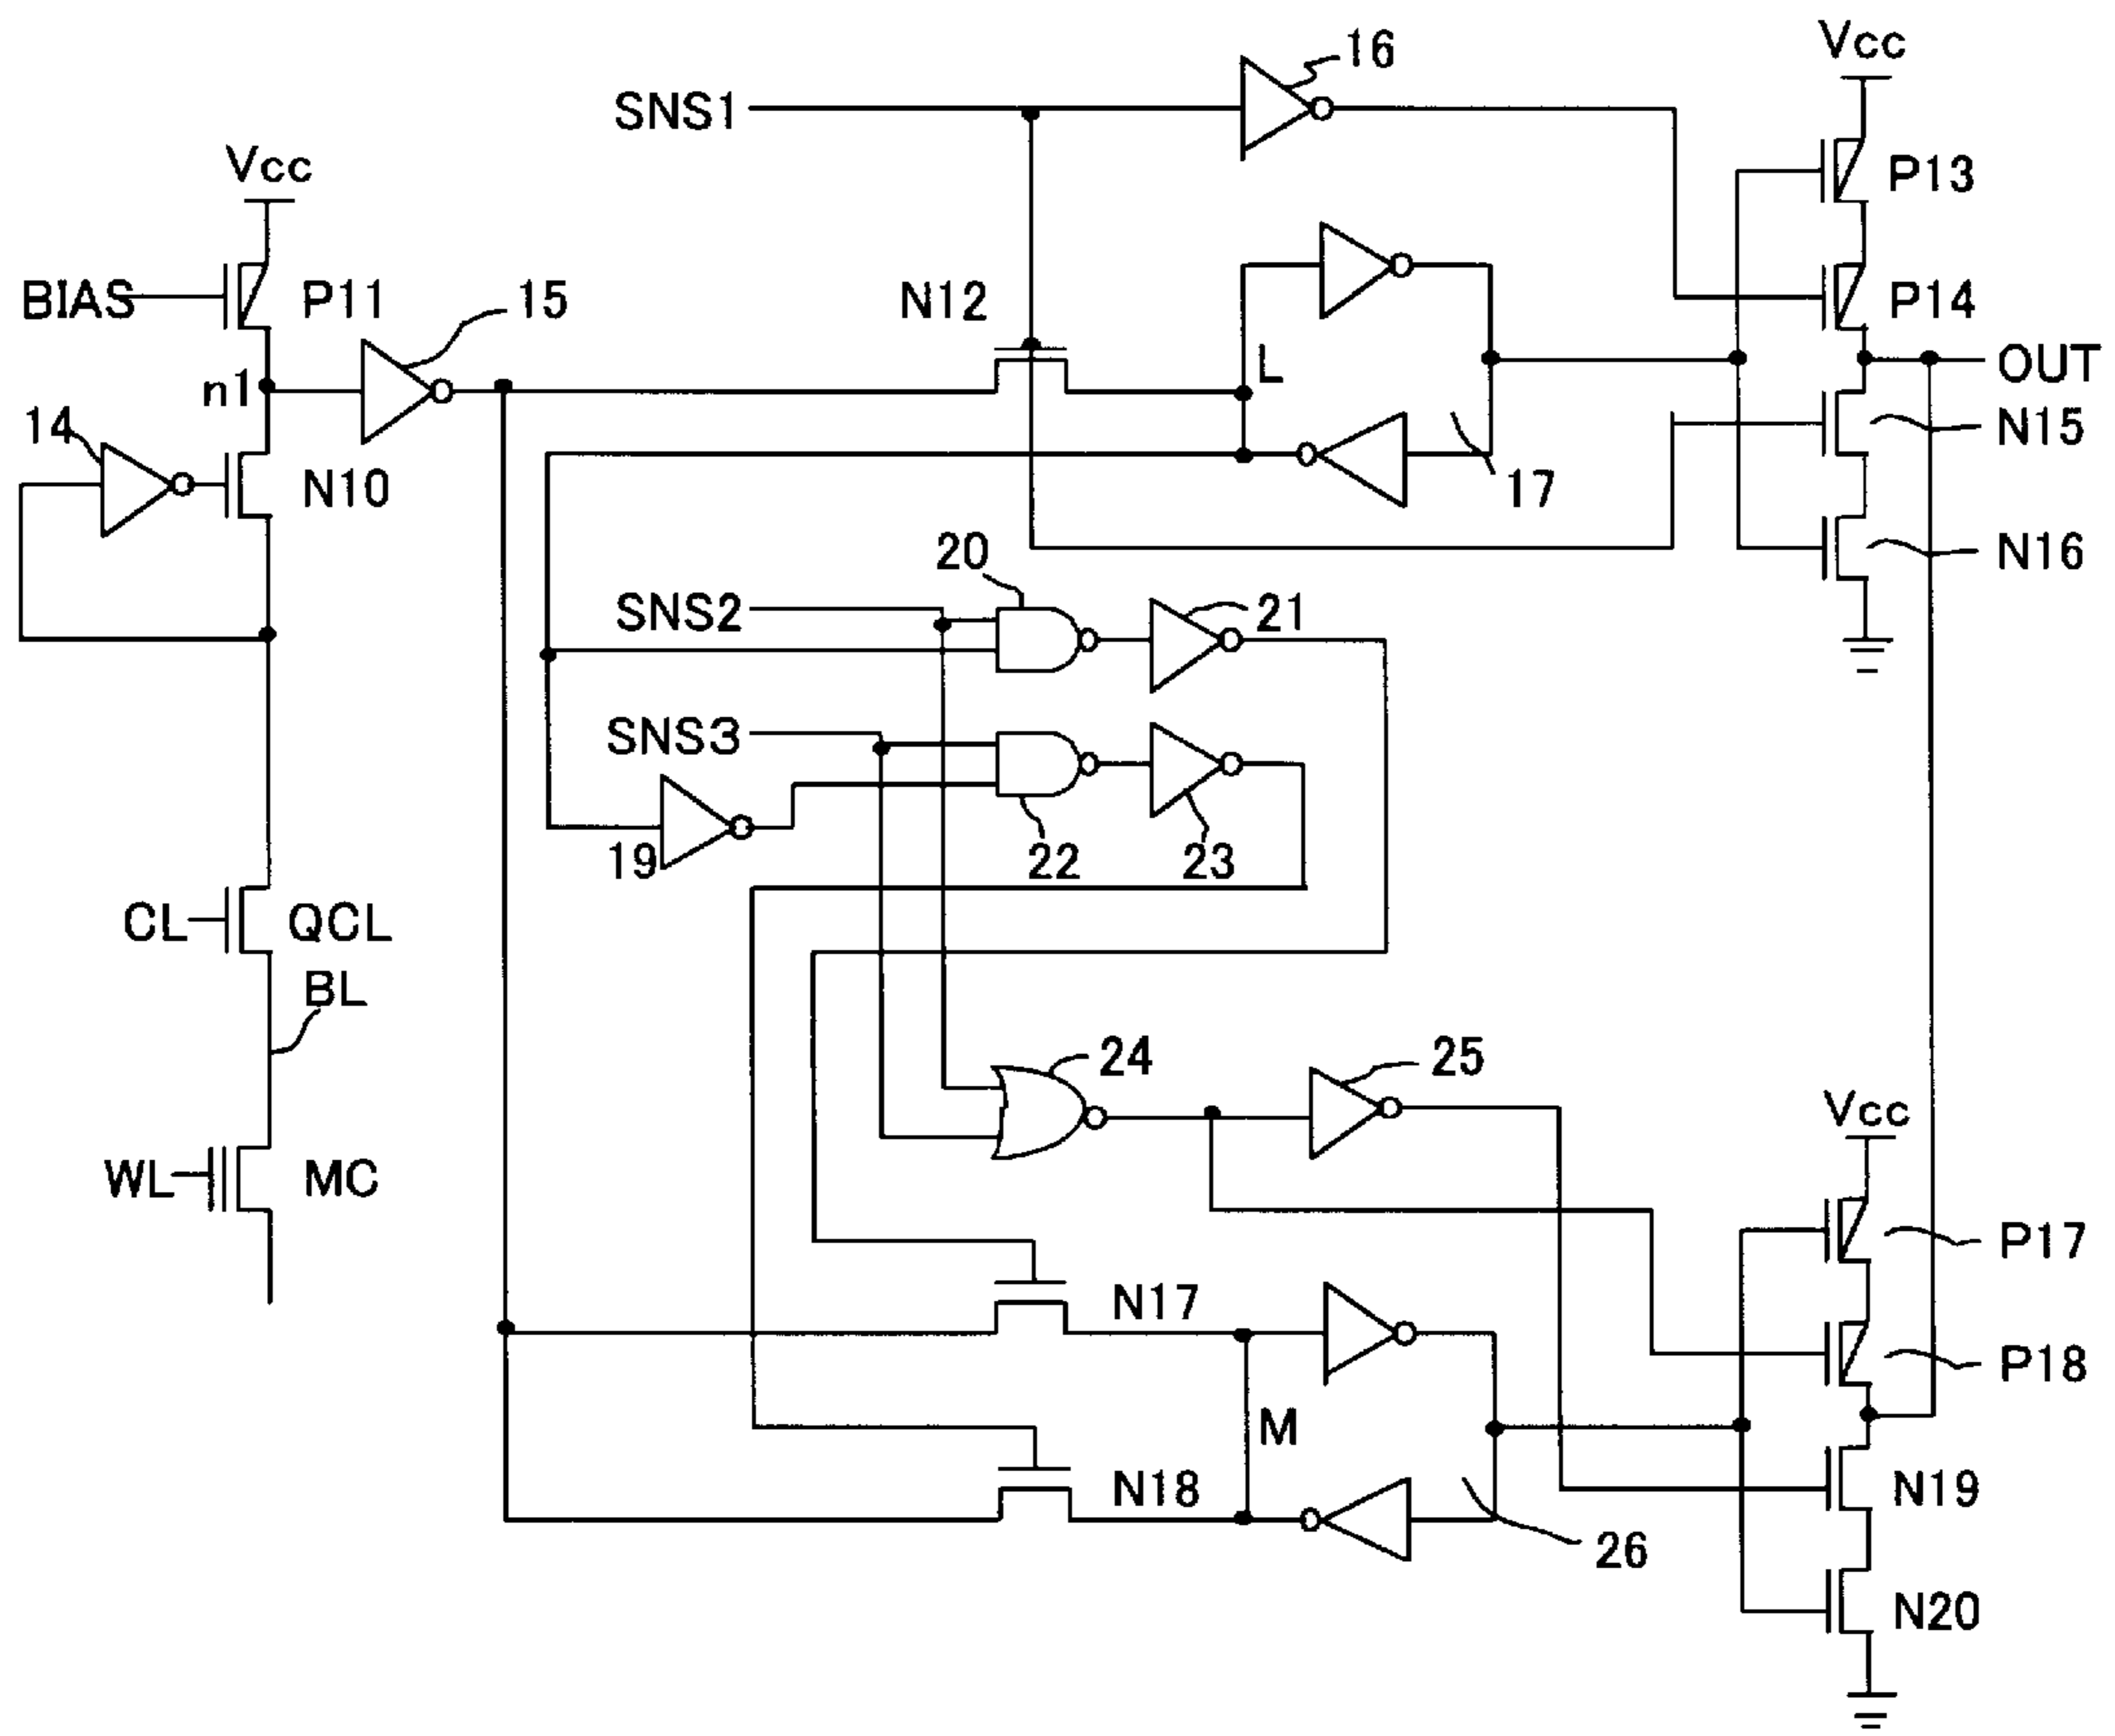 16
Vcc
SNS1
Vcc
P13
BIAS
P11
15
N12
P14
n1
L
OUT
14
N15
N10
17
20
N16
SNS2
21
SNS3
19
22
23
CL
QCL
BL
24
25
Vcc
WL
MC
P17
N17
P18
M
N18
N19
26
N20